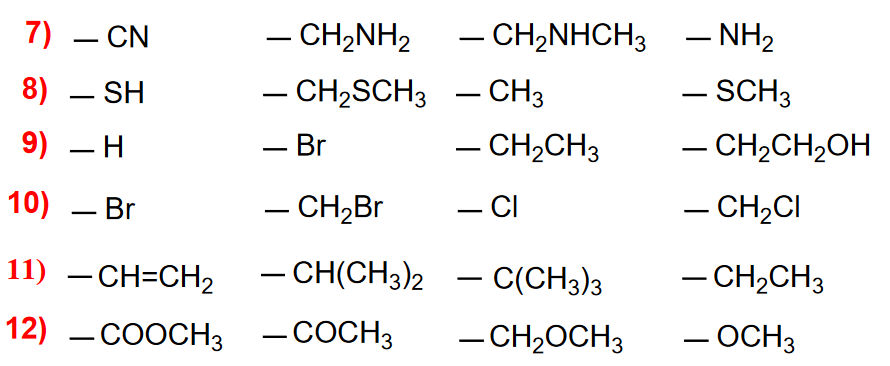 7) — CN — CH₂NH₂ — CH₂NHCH₃ — NH₂
8) — SH — CH₂SCH₃ — CH₃ — SCH₃
9) — H — Br — CH₂CH₃ — CH₂CH₂OH
10) — Br — CH₂Br — Cl — CH₂Cl
11) — CH=CH₂ — CH(CH₃)₂ — C(CH₃)₃ — CH₂CH₃
12) — COOCH₃ — COCH₃ — CH₂OCH₃ — OCH₃